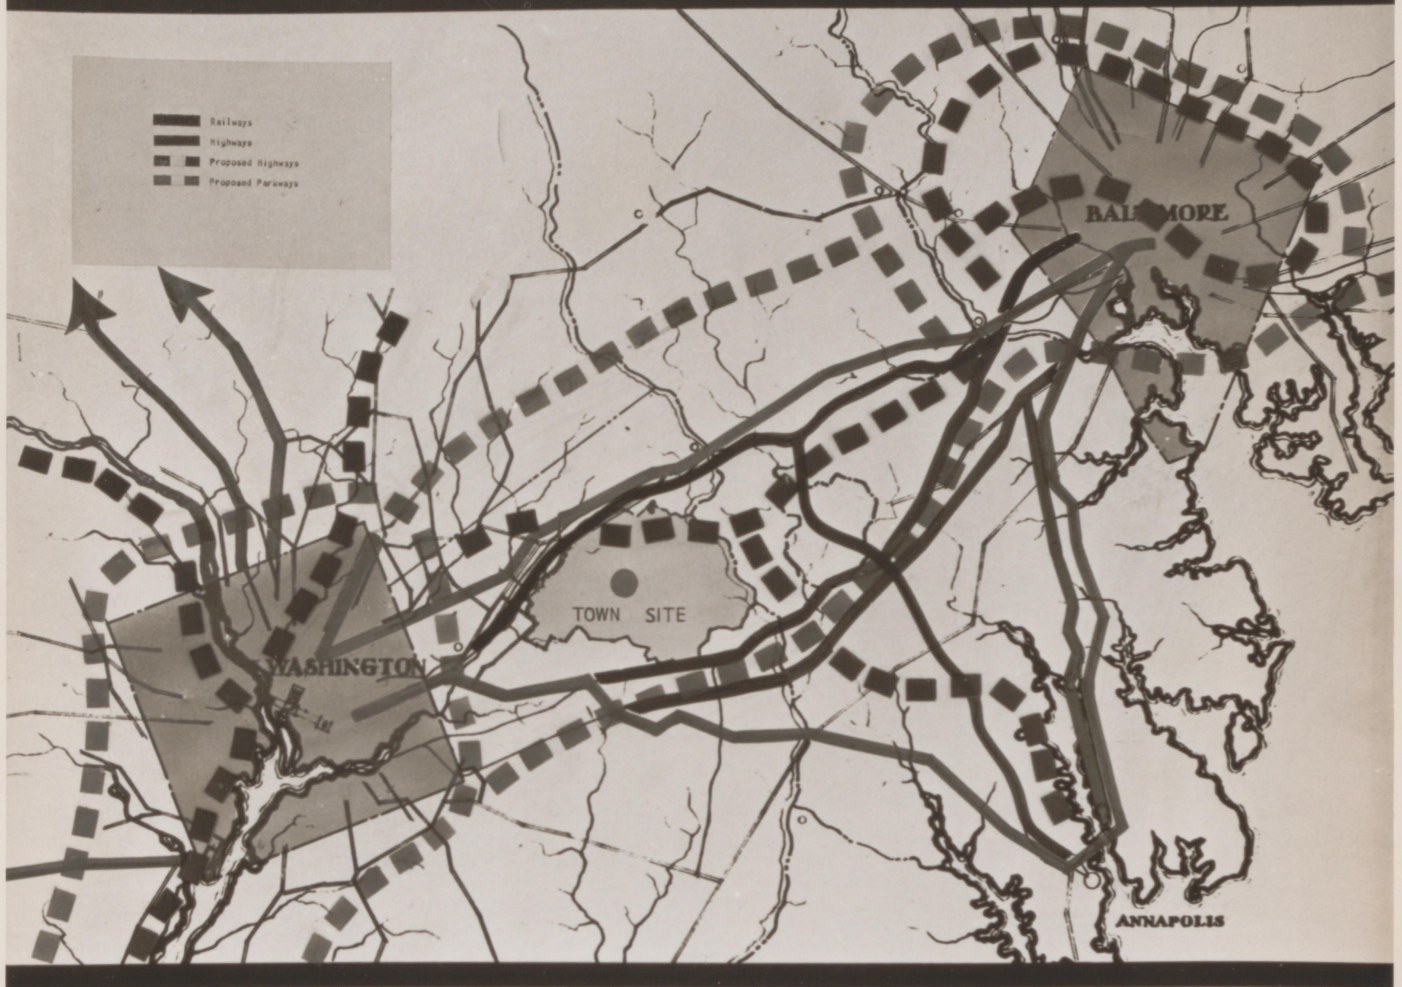 Railways
Highways
Proposed Highways
Proposed Parkways
BALTIMORE
TOWN SITE
WASHINGTON
ANNAPOLIS